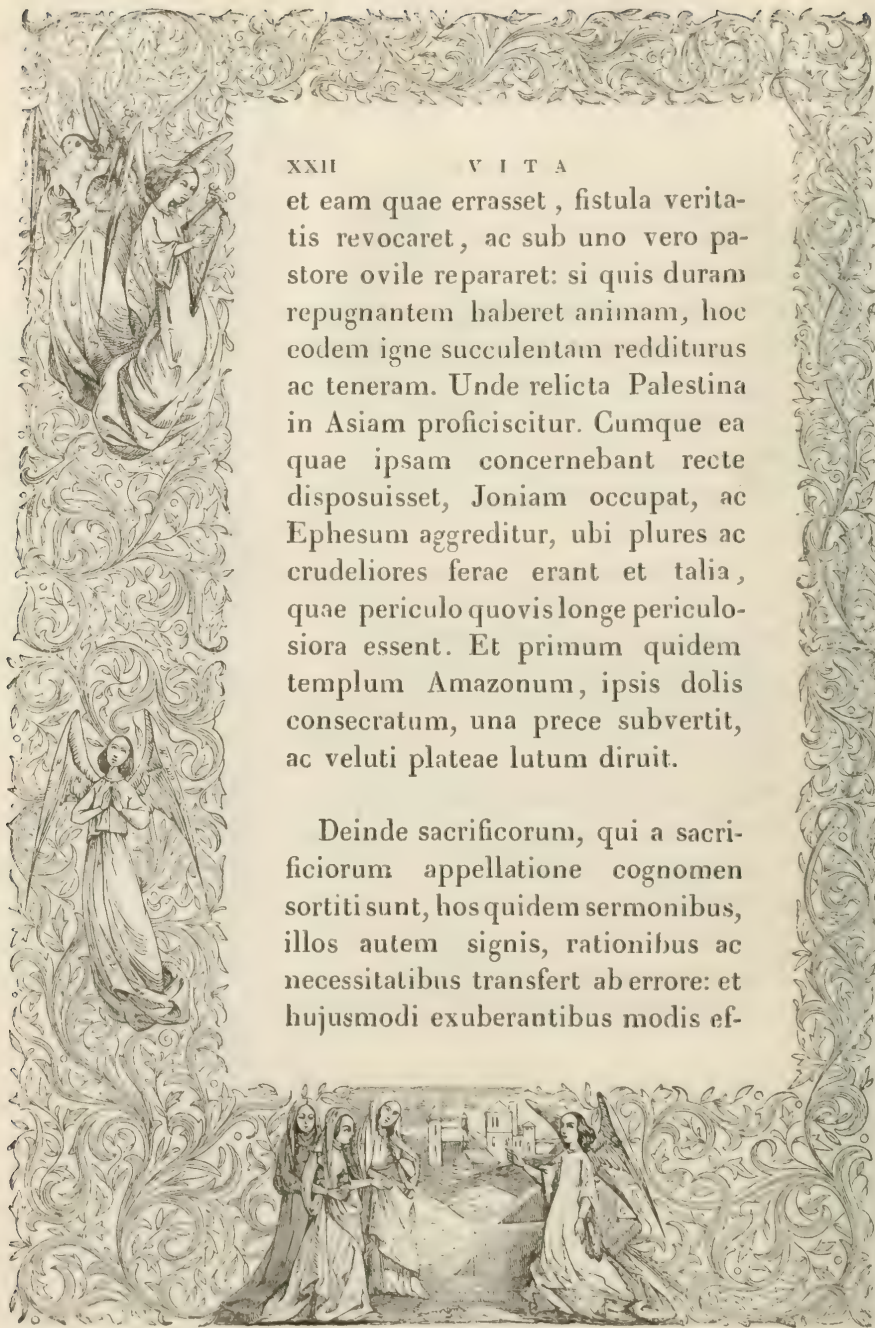 XXII VITA
et eam quae errasset, fistula verita-
tis revocaret, ac sub uno vero pa-
store ovile repararet: si quis duram
repugnantem haberet animam, hoc
eodem igne succulentam redditurus
ac teneram. Unde relicta Palestina
in Asiam proficiscitur. Cumque ea
quae ipsam concernebant recte
disposuisset, Joniam occupat, ac
Ephesum aggreditur, ubi plures ac
crudeliores ferae erant et talia,
quae periculo quovis longe periculo-
siora essent. Et primum quidem
templum Amazonum, ipsis dolis
consecratum, una prece subvertit,
ac veluti plateae lutum diruit.
Deinde sacrificorum, qui a sacri-
ficiorum appellatione cognomen
sortiti sunt, hos quidem sermonibus,
illos autem signis, rationibus ac
necessitatibus transfert ab errore: et
hujusmodi exuberantibus modis ef-